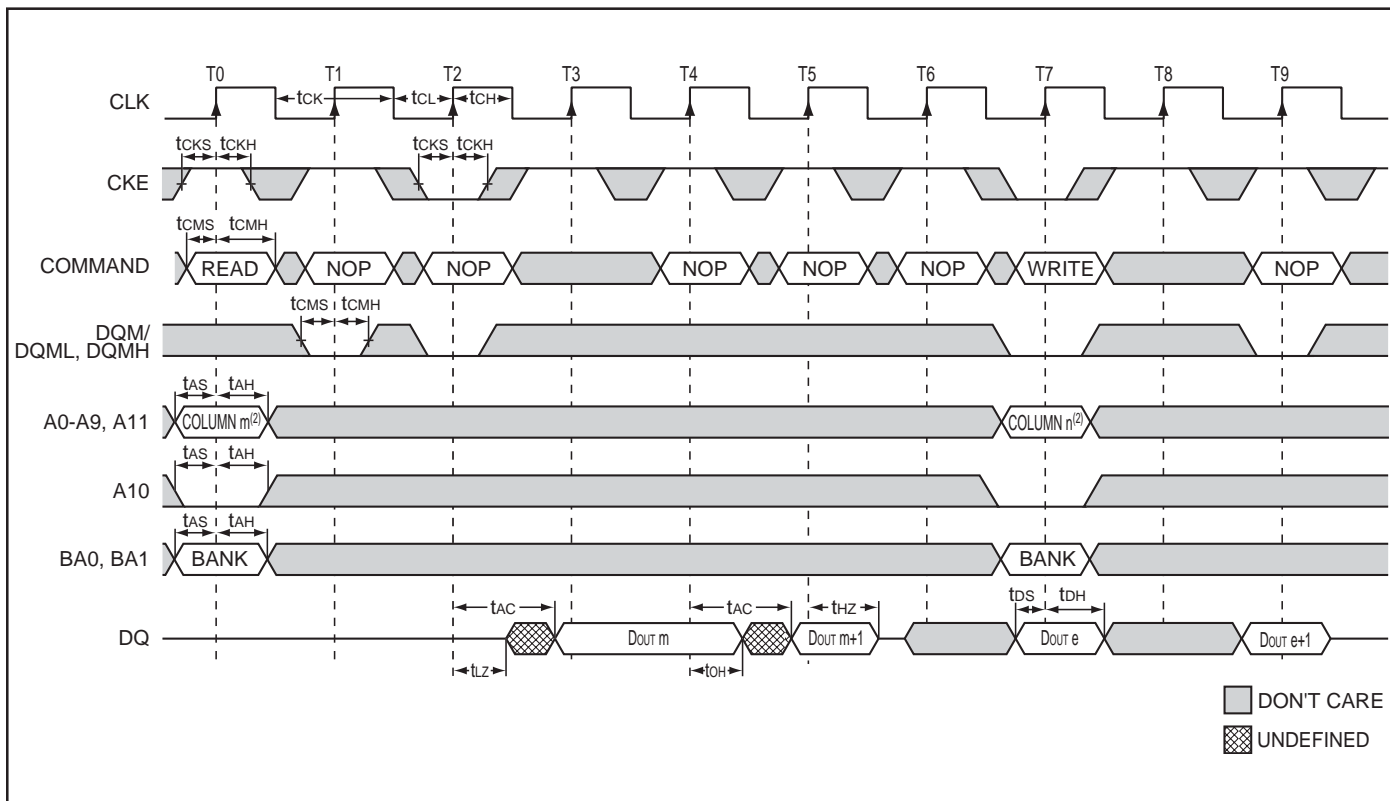 T0 T1 T2 T3 T4 T5 T6 T7 T8 T9
CLK tCK tCL tCH
tCKS tCKH tCKS tCKH
CKE
tCMS tCMH
COMMAND READ NOP NOP NOP NOP NOP WRITE NOP
tCMS tCMH
DQM/
DQML, DQMH
tAS tAH
A0-A9, A11 COLUMN m(2) COLUMN n(2)
tAS tAH
A10
tAS tAH
BA0, BA1 BANK BANK
tAC tAC tHZ tDS tDH
DQ DOUT m DOUT m+1 DOUT e DOUT e+1
tLZ tOH
DON'T CARE
UNDEFINED